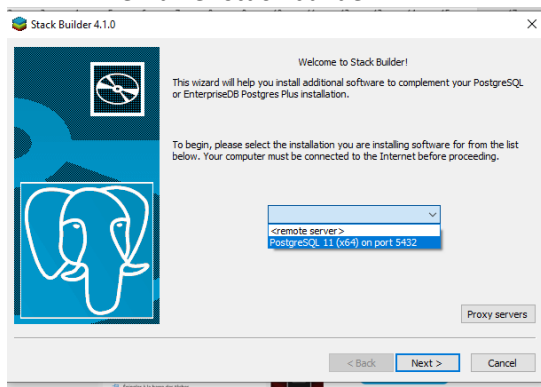 Stack Builder 4.1.0
Welcome to Stack Builder!
This wizard will help you install additional software to complement your PostgreSQL
or EnterpriseDB Postgres Plus installation.
To begin, please select the installation you are installing software for from the list
below. Your computer must be connected to the Internet before proceeding.
<remote server>
PostgreSQL 11 (x64) on port 5432
Proxy servers
< Back
Next >
Cancel